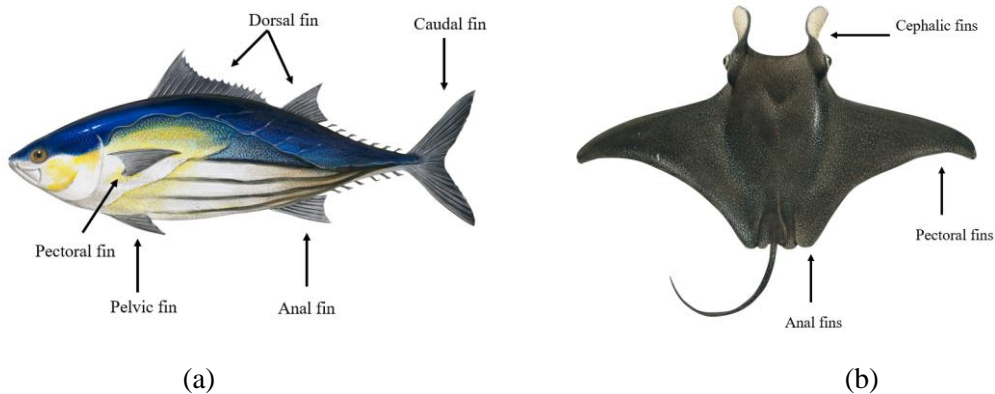 Dorsal fin
Caudal fin
Pectoral fin
Pelvic fin
Anal fin
(a)
Cephalic fins
Pectoral fins
Anal fins
(b)